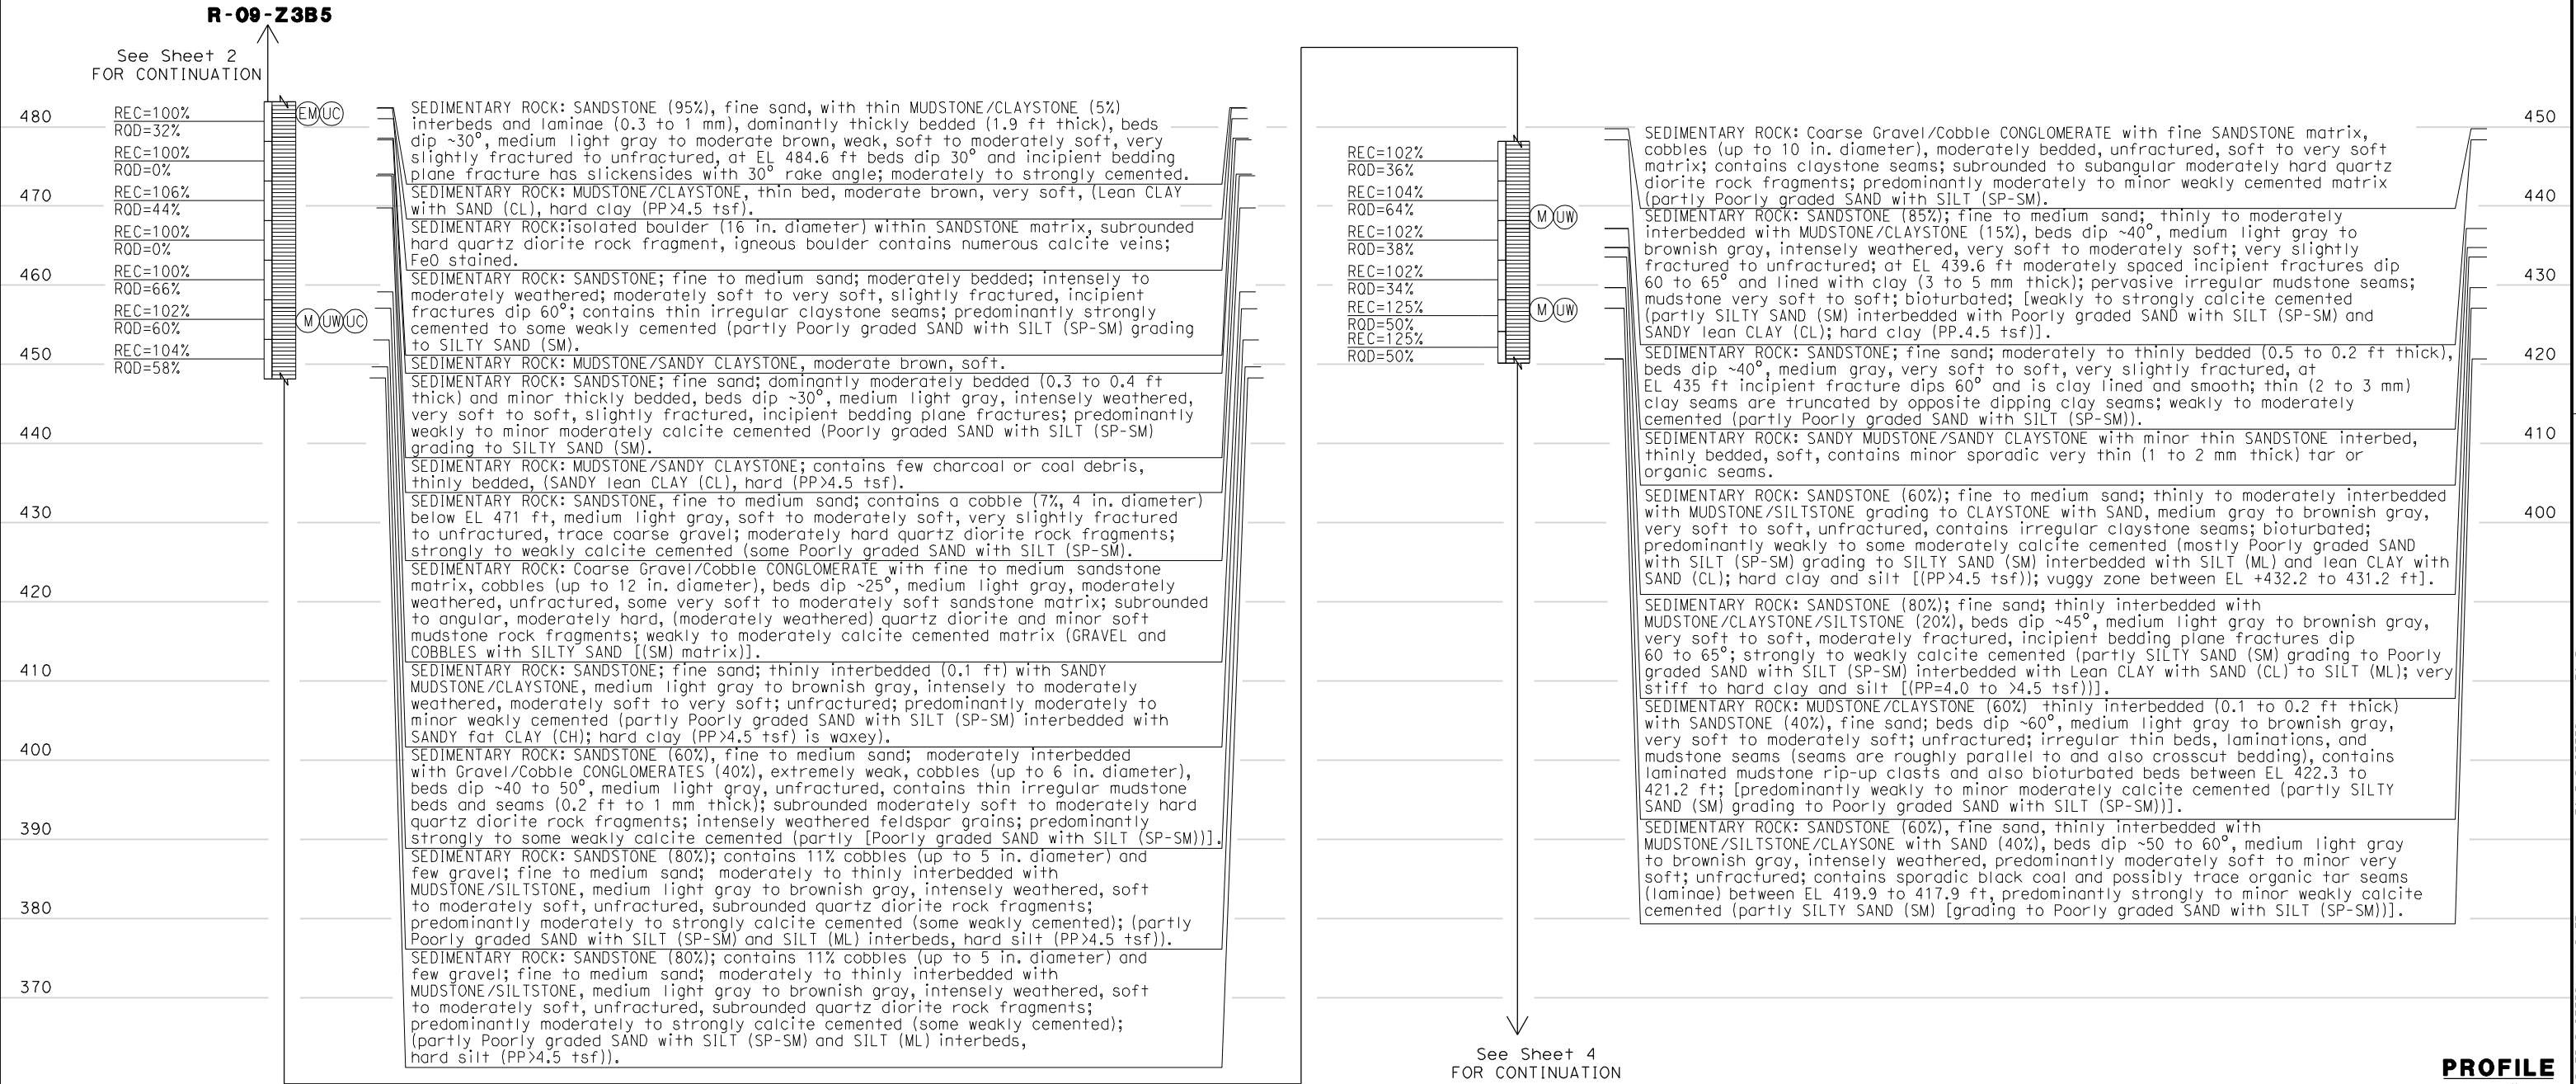 R-09-Z3B5
See Sheet 2
FOR CONTINUATION
480
470
460
450
440
430
420
410
400
390
380
370
REC=100%
RQD=32%
REC=100%
RQD=0%
REC=106%
RQD=44%
REC=100%
RQD=0%
REC=100%
RQD=66%
REC=102%
RQD=60%
REC=104%
RQD=58%
EM UC
M UW UC
SEDIMENTARY ROCK: SANDSTONE (95%), fine sand, with thin MUDSTONE/CLAYSTONE (5%)
interbeds and laminae (0.3 to 1 mm), dominantly thickly bedded (1.9 ft thick), beds
dip ~30°, medium light gray to moderate brown, weak, soft to moderately soft, very
slightly fractured to unfractured, at EL 484.6 ft beds dip 30° and incipient bedding
plane fracture has slickensides with 30° rake angle; moderately to strongly cemented.
SEDIMENTARY ROCK: MUDSTONE/CLAYSTONE, thin bed, moderate brown, very soft, (Lean CLAY
with SAND (CL), hard clay (PP>4.5 tsf).
SEDIMENTARY ROCK:isolated boulder (16 in. diameter) within SANDSTONE matrix, subrounded
hard quartz diorite rock fragment, igneous boulder contains numerous calcite veins;
FeO stained.
SEDIMENTARY ROCK: SANDSTONE; fine to medium sand; moderately bedded; intensely to
moderately weathered; moderately soft to very soft, slightly fractured, incipient
fractures dip 60°; contains thin irregular claystone seams; predominantly strongly
cemented to some weakly cemented (partly Poorly graded SAND with SILT (SP-SM) grading
to SILTY SAND (SM).
SEDIMENTARY ROCK: MUDSTONE/SANDY CLAYSTONE, moderate brown, soft.
SEDIMENTARY ROCK: SANDSTONE; fine sand; dominantly moderately bedded (0.3 to 0.4 ft
thick) and minor thickly bedded, beds dip ~30°, medium light gray, intensely weathered,
very soft to soft, slightly fractured, incipient bedding plane fractures; predominantly
weakly to minor moderately calcite cemented (Poorly graded SAND with SILT (SP-SM)
grading to SILTY SAND (SM).
SEDIMENTARY ROCK: MUDSTONE/SANDY CLAYSTONE; contains few charcoal or coal debris,
thinly bedded, (SANDY lean CLAY (CL), hard (PP>4.5 tsf).
SEDIMENTARY ROCK: SANDSTONE, fine to medium sand; contains a cobble (7%, 4 in. diameter)
below EL 471 ft, medium light gray, soft to moderately soft, very slightly fractured
to unfractured, trace coarse gravel; moderately hard quartz diorite rock fragments;
strongly to weakly calcite cemented (some Poorly graded SAND with SILT (SP-SM).
SEDIMENTARY ROCK: Coarse Gravel/Cobble CONGLOMERATE with fine to medium sandstone
matrix, cobbles (up to 12 in. diameter), beds dip ~25°, medium light gray, moderately
weathered, unfractured, some very soft to moderately soft sandstone matrix; subrounded
to angular, moderately hard, (moderately weathered) quartz diorite and minor soft
mudstone rock fragments; weakly to moderately calcite cemented matrix (GRAVEL and
COBBLES with SILTY SAND [(SM) matrix)].
SEDIMENTARY ROCK: SANDSTONE; fine sand; thinly interbedded (0.1 ft) with SANDY
MUDSTONE/CLAYSTONE, medium light gray to brownish gray, intensely to moderately
weathered, moderately soft to very soft; unfractured; predominantly moderately to
minor weakly cemented (partly Poorly graded SAND with SILT (SP-SM) interbedded with
SANDY fat CLAY (CH); hard clay (PP>4.5 tsf) is waxey).
SEDIMENTARY ROCK: SANDSTONE (60%), fine to medium sand; moderately interbedded
with Gravel/Cobble CONGLOMERATES (40%), extremely weak, cobbles (up to 6 in. diameter),
beds dip ~40 to 50°, medium light gray, unfractured, contains thin irregular mudstone
beds and seams (0.2 ft to 1 mm thick); subrounded moderately soft to moderately hard
quartz diorite rock fragments; intensely weathered feldspar grains; predominantly
strongly to some weakly calcite cemented (partly [Poorly graded SAND with SILT (SP-SM))].
SEDIMENTARY ROCK: SANDSTONE (80%); contains 11% cobbles (up to 5 in. diameter) and
few gravel; fine to medium sand; moderately to thinly interbedded with
MUDSTONE/SILTSTONE, medium light gray to brownish gray, intensely weathered, soft
to moderately soft, unfractured, subrounded quartz diorite rock fragments;
predominantly moderately to strongly calcite cemented (some weakly cemented); (partly
Poorly graded SAND with SILT (SP-SM) and SILT (ML) interbeds, hard silt (PP>4.5 tsf)).
SEDIMENTARY ROCK: SANDSTONE (80%); contains 11% cobbles (up to 5 in. diameter) and
few gravel; fine to medium sand; moderately to thinly interbedded with
MUDSTONE/SILTSTONE, medium light gray to brownish gray, intensely weathered, soft
to moderately soft, unfractured, subrounded quartz diorite rock fragments;
predominantly moderately to strongly calcite cemented (some weakly cemented);
(partly Poorly graded SAND with SILT (SP-SM) and SILT (ML) interbeds,
hard silt (PP>4.5 tsf)).
REC=102%
RQD=36%
REC=104%
RQD=64%
REC=102%
RQD=38%
REC=102%
RQD=34%
REC=125%
RQD=50%
REC=125%
RQD=50%
M UW
M UW
SEDIMENTARY ROCK: Coarse Gravel/Cobble CONGLOMERATE with fine SANDSTONE matrix,
cobbles (up to 10 in. diameter), moderately bedded, unfractured, soft to very soft
matrix; contains claystone seams; subrounded to subangular moderately hard quartz
diorite rock fragments; predominantly moderately to minor weakly cemented matrix
(partly Poorly graded SAND with SILT (SP-SM).
SEDIMENTARY ROCK: SANDSTONE (85%); fine to medium sand; thinly to moderately
interbedded with MUDSTONE/CLAYSTONE (15%), beds dip ~40°, medium light gray to
brownish gray, intensely weathered, very soft to moderately soft; very slightly
fractured to unfractured; at EL 439.6 ft moderately spaced incipient fractures dip
60 to 65° and lined with clay (3 to 5 mm thick); pervasive irregular mudstone seams;
mudstone very soft to soft; bioturbated; [weakly to strongly calcite cemented
(partly SILTY SAND (SM) interbedded with Poorly graded SAND with SILT (SP-SM) and
SANDY lean CLAY (CL); hard clay (PP.4.5 tsf)].
SEDIMENTARY ROCK: SANDSTONE; fine sand; moderately to thinly bedded (0.5 to 0.2 ft thick),
beds dip ~40°, medium gray, very soft to soft, very slightly fractured, at
EL 435 ft incipient fracture dips 60° and is clay lined and smooth; thin (2 to 3 mm)
clay seams are truncated by opposite dipping clay seams; weakly to moderately
cemented (partly Poorly graded SAND with SILT (SP-SM)).
SEDIMENTARY ROCK: SANDY MUDSTONE/SANDY CLAYSTONE with minor thin SANDSTONE interbed,
thinly bedded, soft, contains minor sporadic very thin (1 to 2 mm thick) tar or
organic seams.
SEDIMENTARY ROCK: SANDSTONE (60%); fine to medium sand; thinly to moderately interbedded
with MUDSTONE/SILTSTONE grading to CLAYSTONE with SAND, medium gray to brownish gray,
very soft to soft, unfractured, contains irregular claystone seams; bioturbated;
predominantly weakly to some moderately calcite cemented (mostly Poorly graded SAND
with SILT (SP-SM) grading to SILTY SAND (SM) interbedded with SILT (ML) and lean CLAY with
SAND (CL); hard clay and silt [(PP>4.5 tsf)); vuggy zone between EL +432.2 to 431.2 ft].
SEDIMENTARY ROCK: SANDSTONE (80%); fine sand; thinly interbedded with
MUDSTONE/CLAYSTONE/SILTSTONE (20%), beds dip ~45°, medium light gray to brownish gray,
very soft to soft, moderately fractured, incipient bedding plane fractures dip
60 to 65°; strongly to weakly calcite cemented (partly SILTY SAND (SM) grading to Poorly
graded SAND with SILT (SP-SM) interbedded with Lean CLAY with SAND (CL) to SILT (ML); very
stiff to hard clay and silt [(PP=4.0 to >4.5 tsf))].
SEDIMENTARY ROCK: MUDSTONE/CLAYSTONE (60%) thinly interbedded (0.1 to 0.2 ft thick)
with SANDSTONE (40%), fine sand; beds dip ~60°, medium light gray to brownish gray,
very soft to moderately soft; unfractured; irregular thin beds, laminations, and
mudstone seams (seams are roughly parallel to and also crosscut bedding), contains
laminated mudstone rip-up clasts and also bioturbated beds between EL 422.3 to
421.2 ft; [predominantly weakly to minor moderately calcite cemented (partly SILTY
SAND (SM) grading to Poorly graded SAND with SILT (SP-SM))].
SEDIMENTARY ROCK: SANDSTONE (60%), fine sand, thinly interbedded with
MUDSTONE/SILTSTONE/CLAYSONE with SAND (40%), beds dip ~50 to 60°, medium light gray
to brownish gray, intensely weathered, predominantly moderately soft to minor very
soft; unfractured; contains sporadic black coal and possibly trace organic tar seams
(laminae) between EL 419.9 to 417.9 ft, predominantly strongly to minor weakly calcite
cemented (partly SILTY SAND (SM) [grading to Poorly graded SAND with SILT (SP-SM))].
450
440
430
420
410
400
See Sheet 4
FOR CONTINUATION
PROFILE